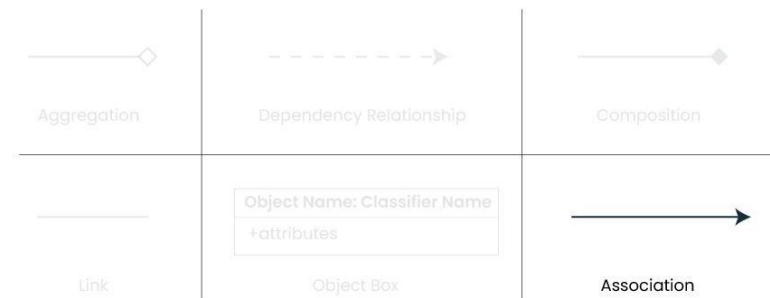 Aggregation
Dependency Relationship
Composition
Object Name: Classifier Name
+attributes
Link
Object Box
Association